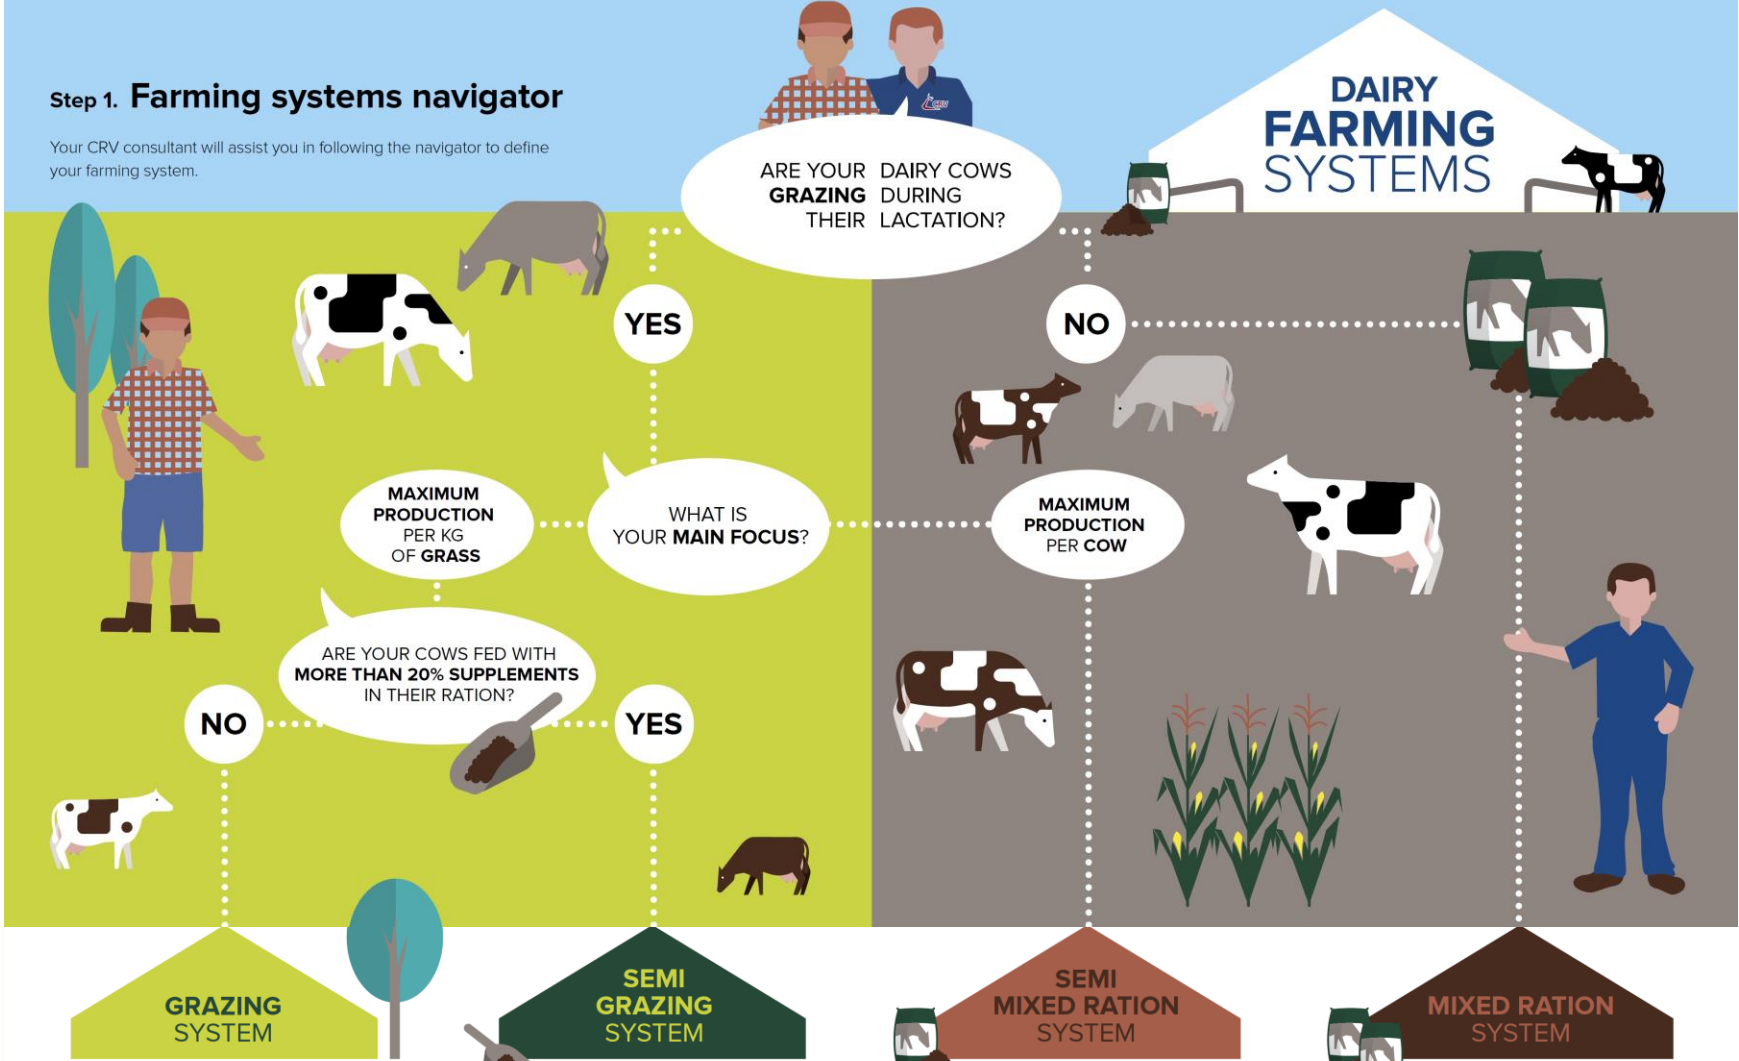 Step 1. Farming systems navigator
Your CRV consultant will assist you in following the navigator to define
your farming system.
CRV
ARE YOUR DAIRY COWS
GRAZING DURING
THEIR LACTATION?
DAIRY
FARMING
SYSTEMS
YES
NO
MAXIMUM
PRODUCTION
PER KG
OF GRASS
WHAT IS
YOUR MAIN FOCUS?
MAXIMUM
PRODUCTION
PER COW
ARE YOUR COWS FED WITH
MORE THAN 20% SUPPLEMENTS
IN THEIR RATION?
NO
YES
GRAZING
SYSTEM
SEMI
GRAZING
SYSTEM
SEMI
MIXED RATION
SYSTEM
MIXED RATION
SYSTEM